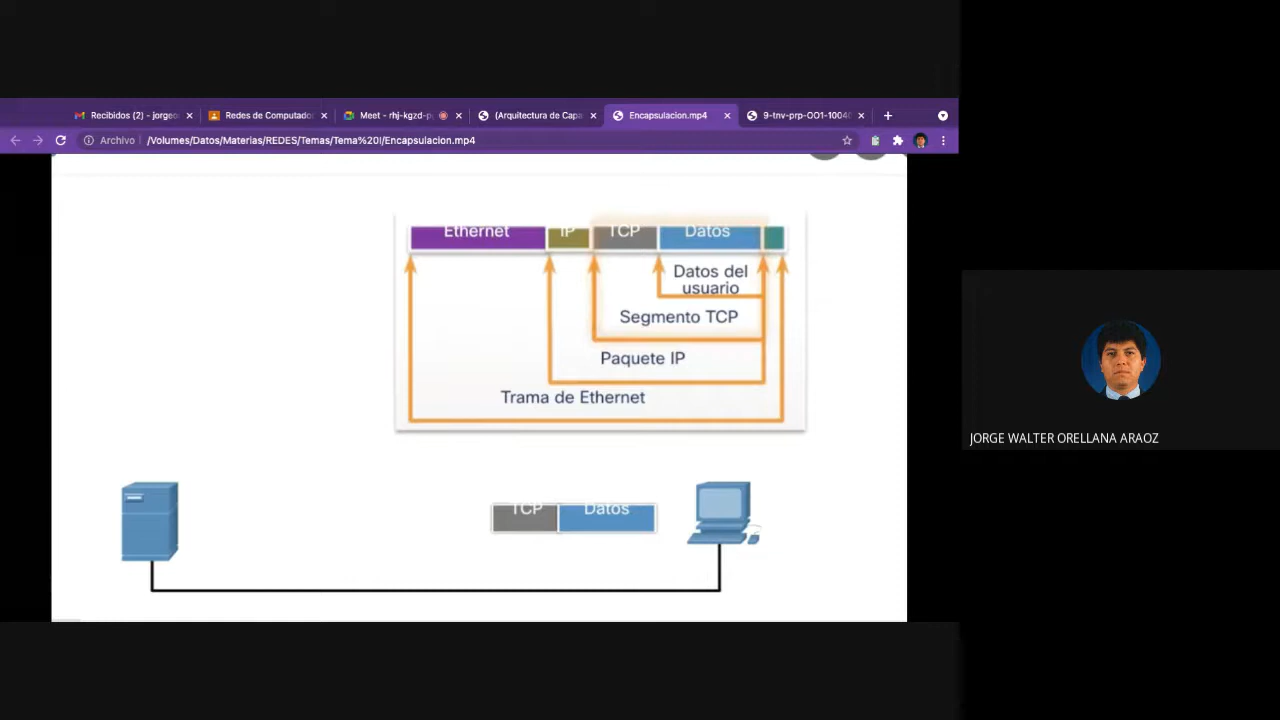 Recibidos (2) - jorgeo
Redes de Computador
Meet - rhj-kgzd-p
(Arquitectura de Capa
Encapsulacion.mp4
9-tnv-prp-OO1-1004
Archivo
/Volumes/Datos/Materias/REDES/Temas/Tema%20I/Encapsulacion.mp4
Ethernet
IP
TCP
Datos
Datos del
usuario
Segmento TCP
Paquete IP
Trama de Ethernet
TCP
Datos
JORGE WALTER ORELLANA ARAOZ